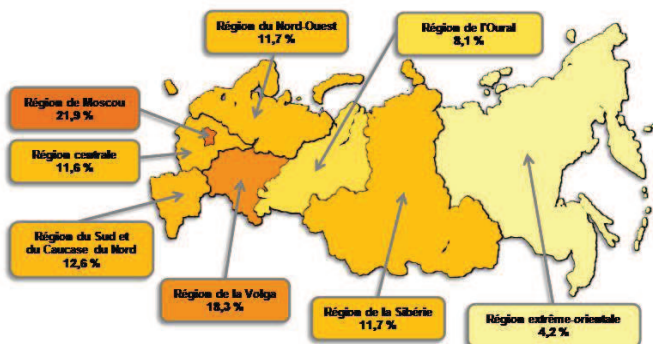 Région du Nord-Ouest
11,7 %
Région de l'Oural
8,1 %
Région de Moscou
21,9 %
Région centrale
11,6 %
Région du Sud et
du Caucase du Nord
12,6 %
Région de la Volga
18,3 %
Région de la Sibérie
11,7 %
Région extrême-orientale
4,2 %